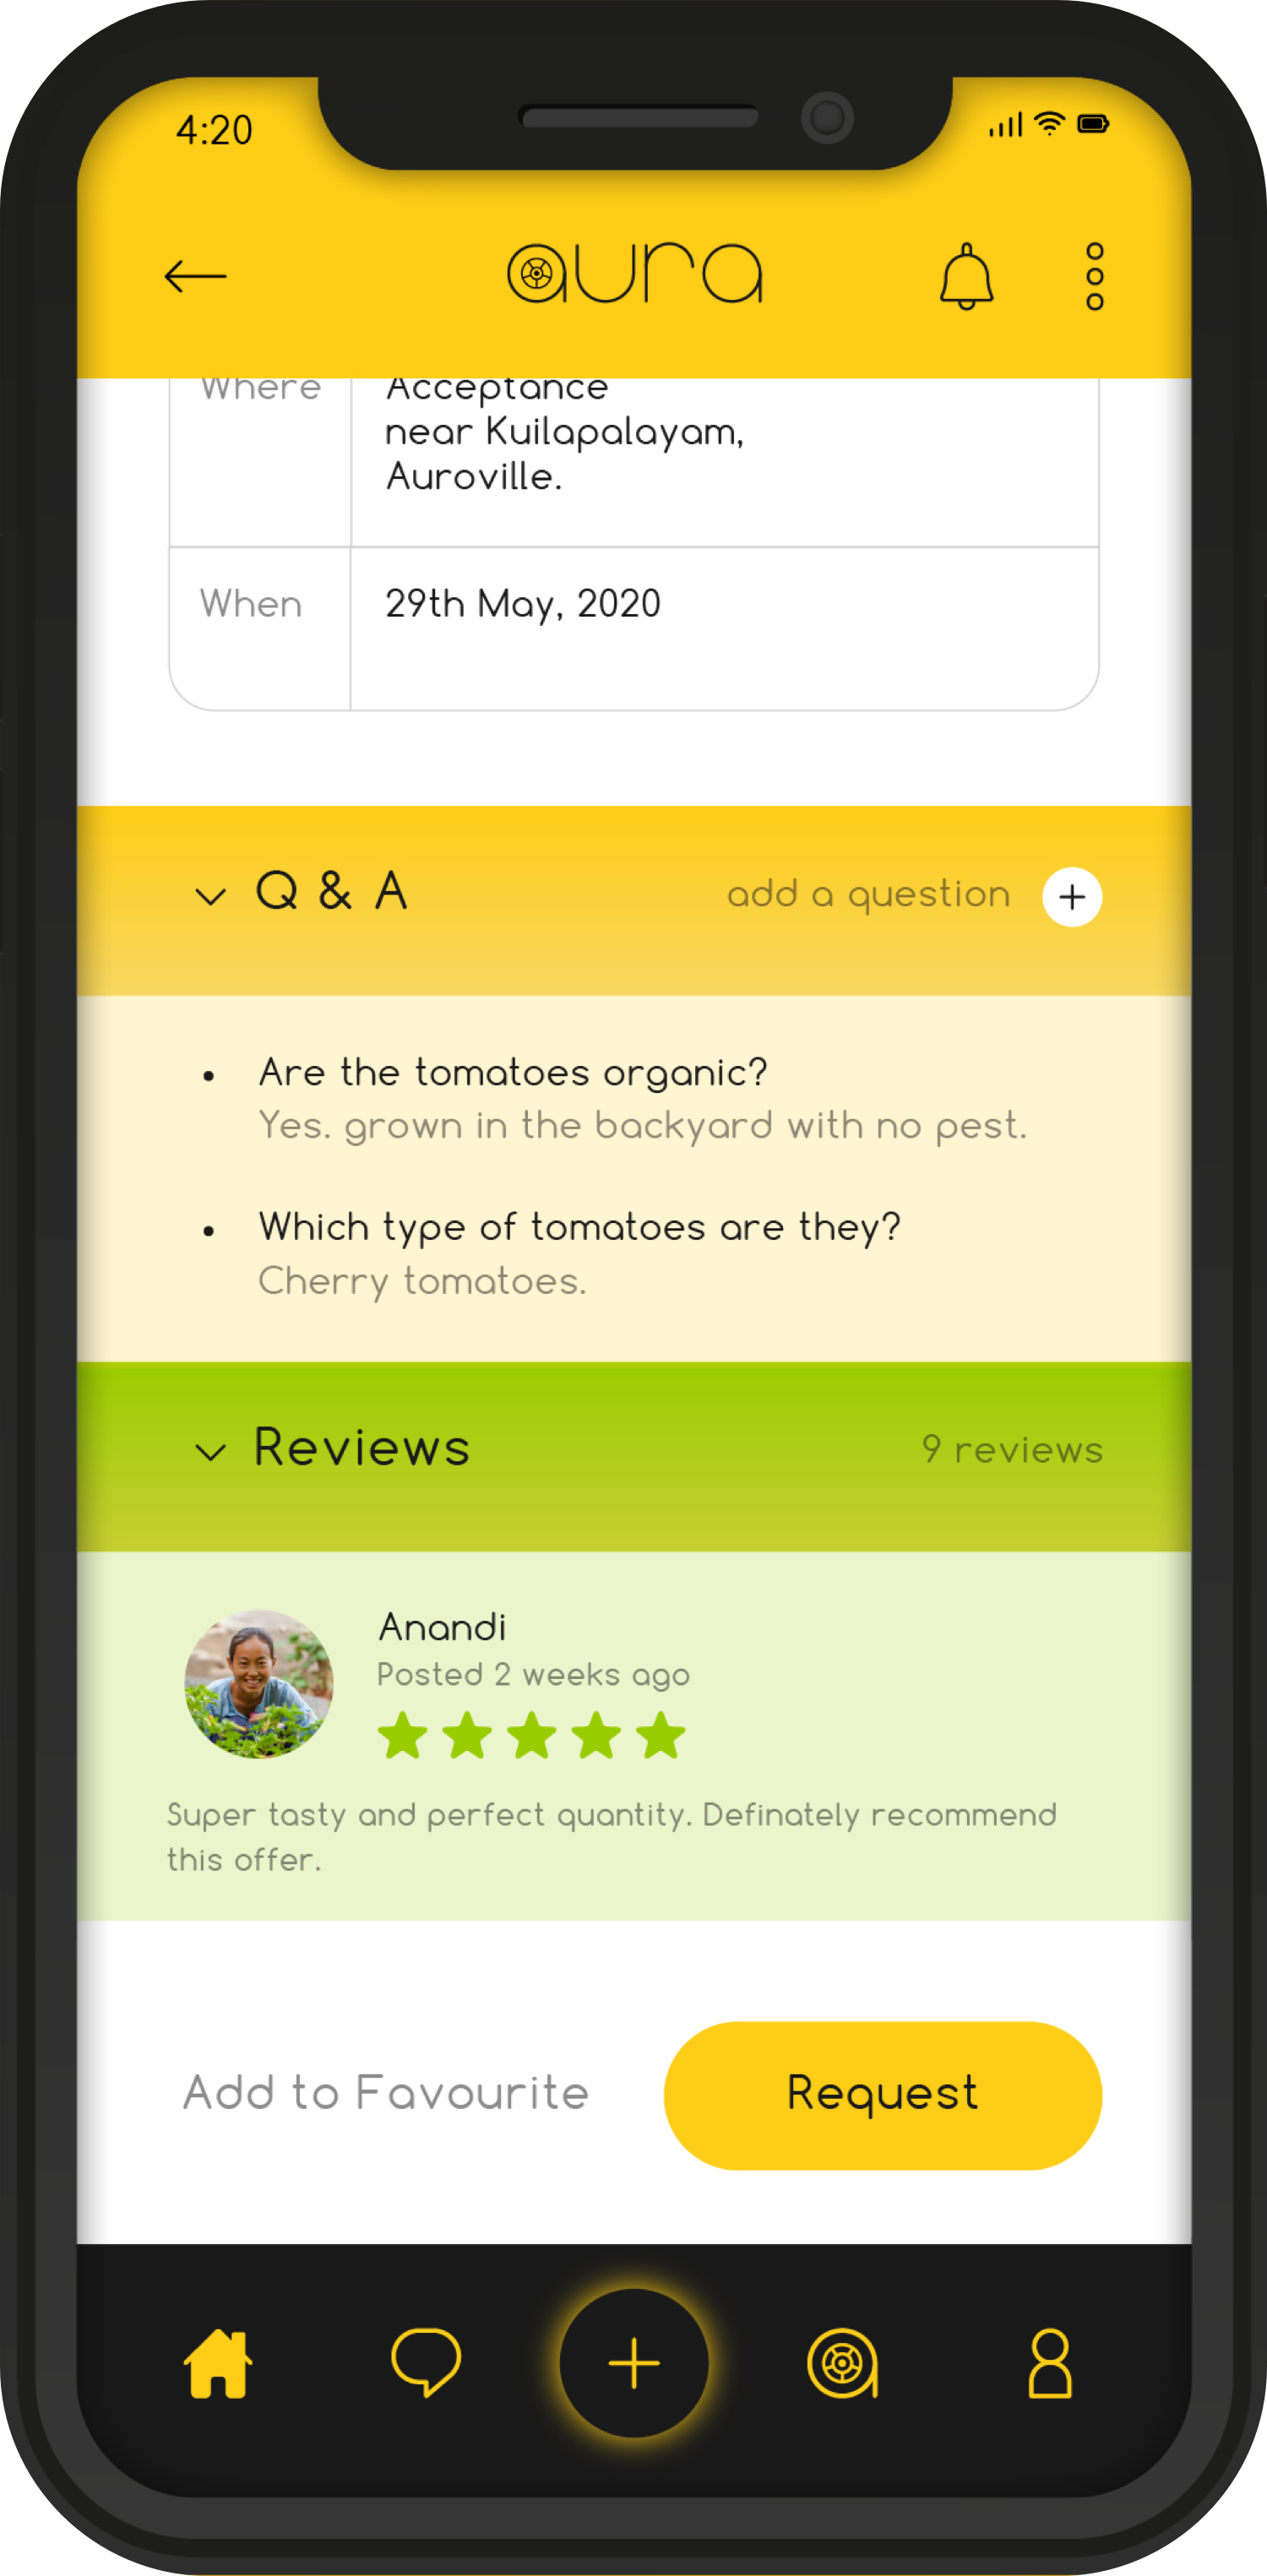 4:20
aura
Where
Acceptance
near Kuilapalayam,
Auroville.
When
29th May, 2020
Q & A
add a question
Are the tomatoes organic?
Yes. grown in the backyard with no pest.
Which type of tomatoes are they?
Cherry tomatoes.
Reviews
9 reviews
Anandi
Posted 2 weeks ago
Super tasty and perfect quantity. Definately recommend
this offer.
Add to Favourite
Request